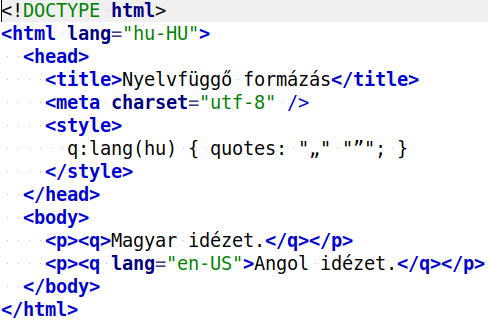 <!DOCTYPE html>
<html lang="hu-HU">
<head>
<title>Nyelvfüggő formázás</title>
<meta charset="utf-8" />
<style>
q:lang(hu) { quotes: "„" "”"; }
</style>
</head>
<body>
<p><q>Magyar idézet.</q></p>
<p><q lang="en-US">Angol idézet.</q></p>
</body>
</html>